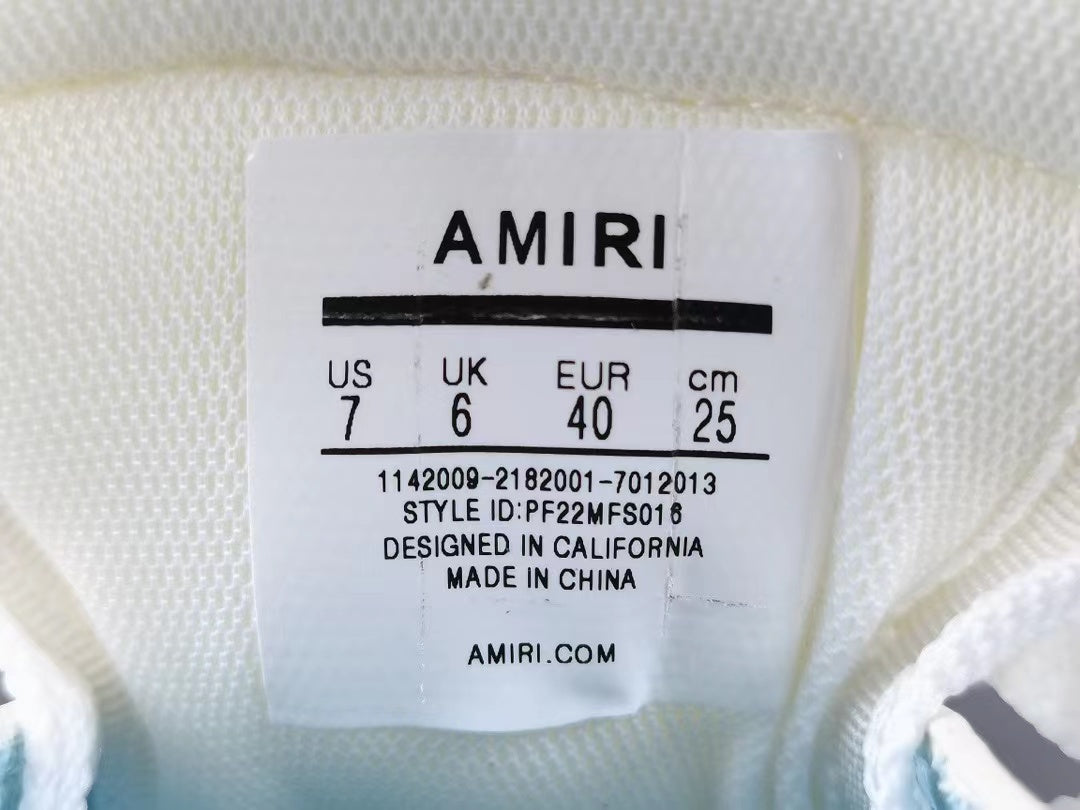 AMIRI
US UK EUR cm
7 6 40 25
1142009-2182001-7012013
STYLE ID:PF22MFS016
DESIGNED IN CALIFORNIA
MADE IN CHINA
AMIRI.COM